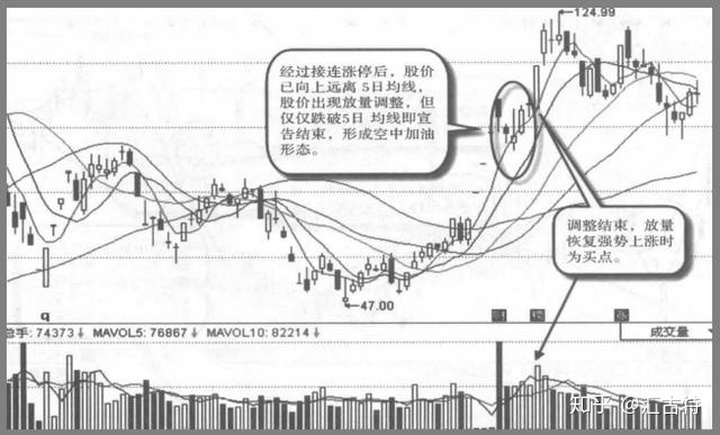 124.99
经过接连涨停后，股价
已向上远离 5日均线，
股价出现放量调整，但
仅仅跌破5日 均线即宣
告结束，形成空中加油
形态。
调整结束，放量
恢复强势上涨时
为买点。
47.00
q
总手: 74373↓ MAVOL5: 76867↓ MAVOL10: 82214↓
成交量
知乎 @汇吉特